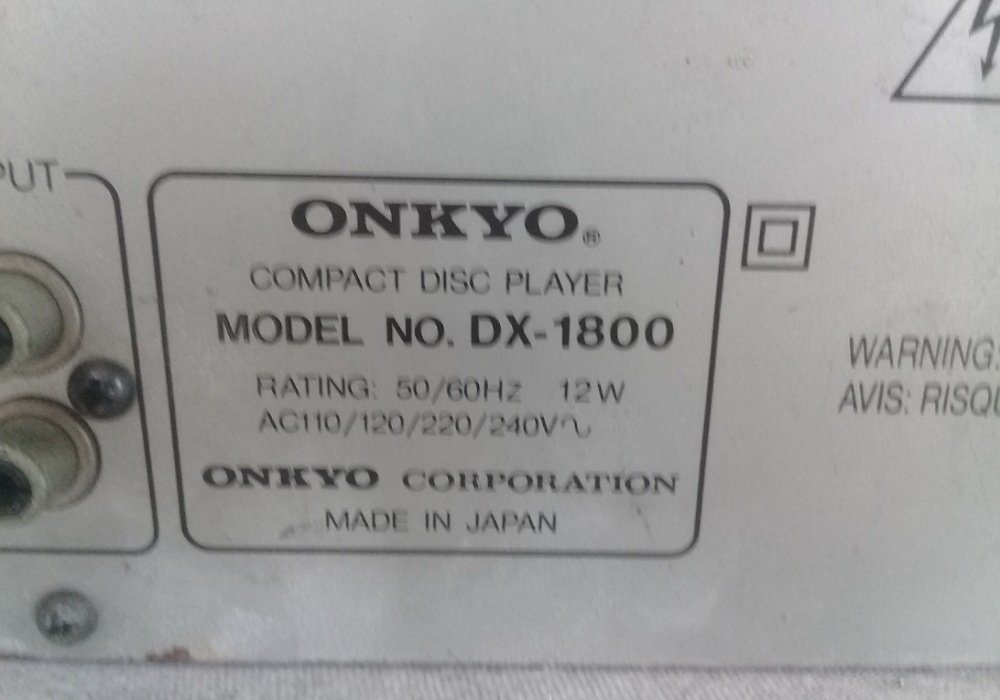 PUT
ONKYO®
COMPACT DISC PLAYER
MODEL NO. DX-1800
RATING: 50/60Hz 12W
AC110/120/220/240V~
ONKYO CORPORATION
MADE IN JAPAN
WARNING:
AVIS: RISQU